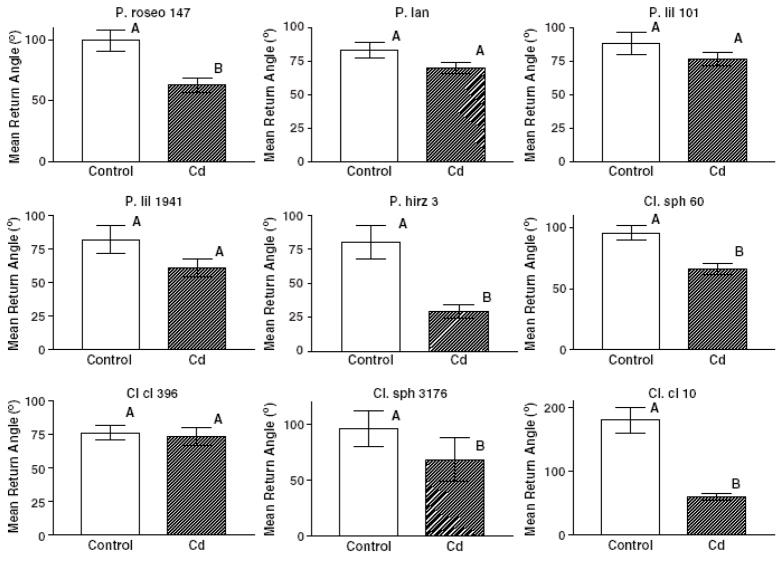 P. roseo 147
Mean Return Angle (º)
100
50
0
A
B
Control
Cd
P. lan
Mean Return Angle (º)
100
75
50
25
0
A
A
Control
Cd
P. lil 101
Mean Return Angle (º)
100
75
50
25
0
A
A
Control
Cd
P. lil 1941
Mean Return Angle (º)
100
75
50
25
0
A
A
Control
Cd
P. hirz 3
Mean Return Angle (º)
100
75
50
25
0
A
B
Control
Cd
Cl. sph 60
Mean Return Angle (º)
100
50
0
A
B
Control
Cd
Cl cl 396
Mean Return Angle (º)
100
75
50
25
0
A
A
Control
Cd
Cl. sph 3176
Mean Return Angle (º)
100
50
0
A
B
Control
Cd
Cl. cl 10
Mean Return Angle (º)
200
100
0
A
B
Control
Cd